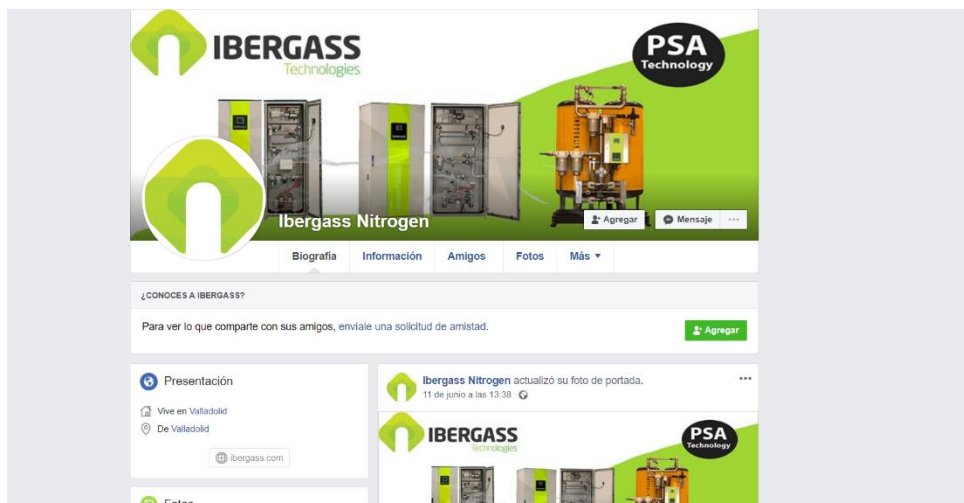 IBERGASS
Technologies
PSA
Technology
Ibergass Nitrogen
Agregar
Mensaje
Biografía
Información
Amigos
Fotos
Más
¿CONOCES A IBERGASS?
Para ver lo que comparte con sus amigos, envíale una solicitud de amistad.
Agregar
Presentación
Vive en Valladolid
De Valladolid
ibergass.com
Fotos
Ibergass Nitrogen actualizó su foto de portada.
11 de junio a las 13:38 ·
IBERGASS
Technologies
PSA
Technology